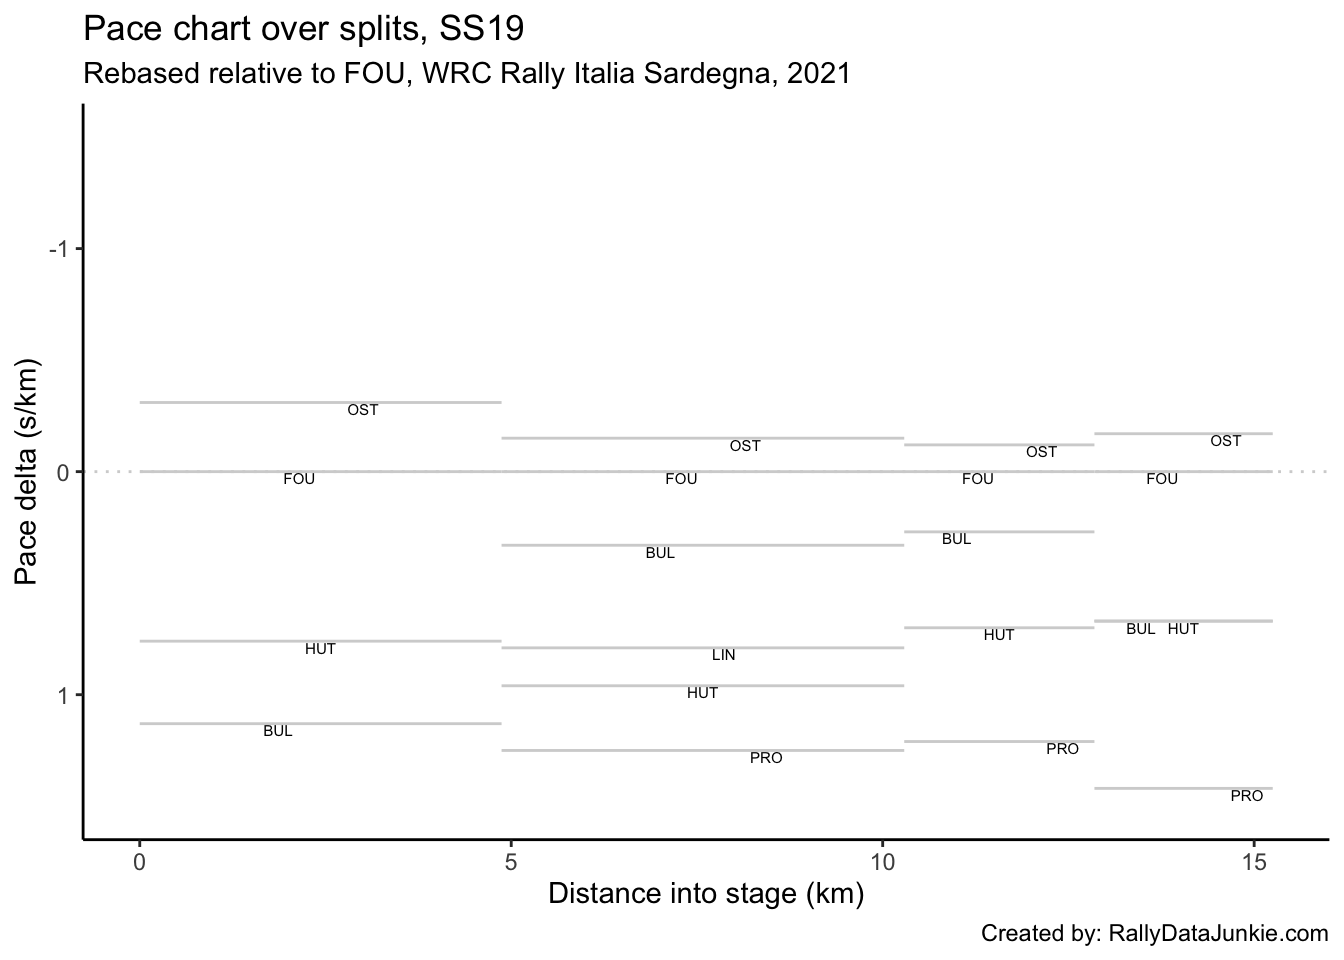 Pace chart over splits, SS19
Rebased relative to FOU, WRC Rally Italia Sardegna, 2021
Pace delta (s/km)
-1
0
1
OST
OST
OST
OST
FOU
FOU
FOU
FOU
BUL
BUL
HUT
LIN
HUT
BUL HUT
HUT
BUL
PRO
PRO
PRO
0 5 10 15
Distance into stage (km)
Created by: RallyDataJunkie.com